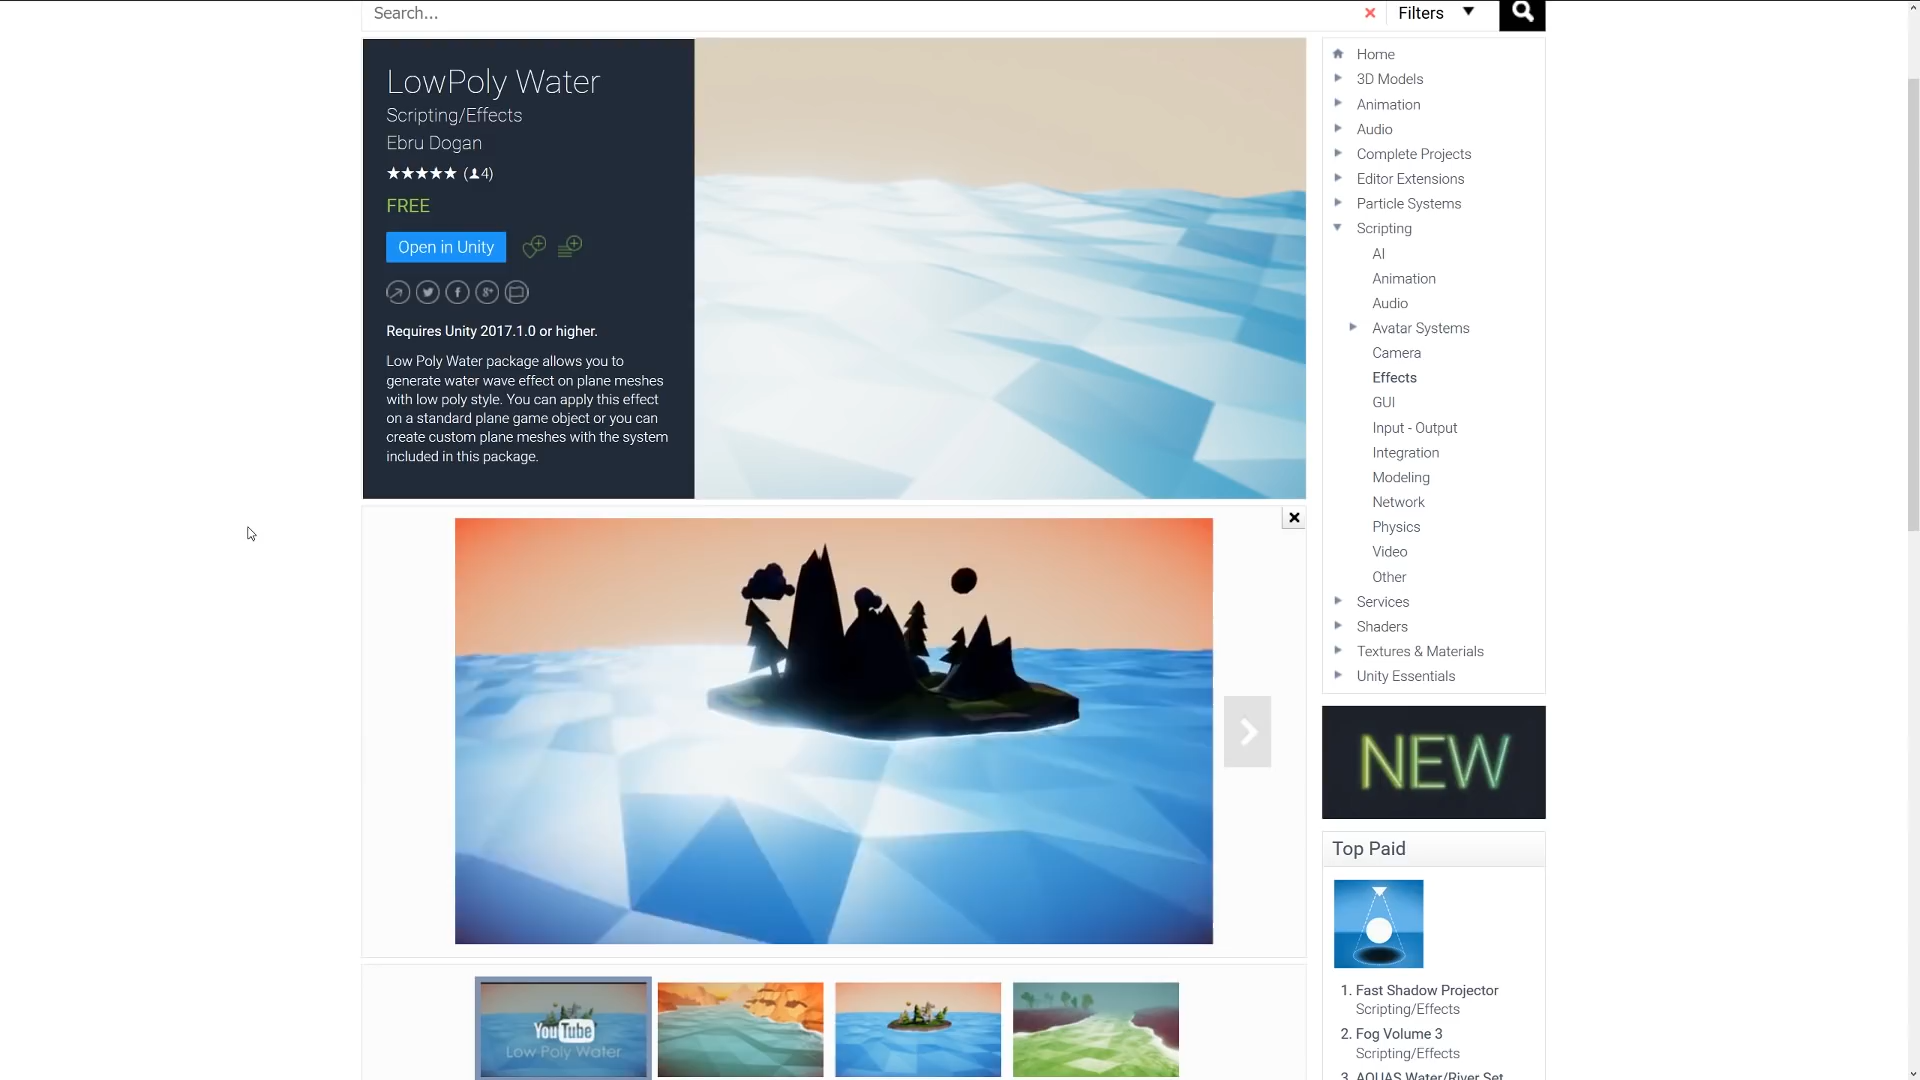 Search...
Filters
LowPoly Water
Scripting/Effects
Ebru Dogan
★★★★★ (4)
FREE
Open in Unity
Requires Unity 2017.1.0 or higher.
Low Poly Water package allows you to
generate water wave effect on plane meshes
with low poly style. You can apply this effect
on a standard plane game object or you can
create custom plane meshes with the system
included in this package.
YouTube
Low Poly Water
Home
3D Models
Animation
Audio
Complete Projects
Editor Extensions
Particle Systems
Scripting
AI
Animation
Audio
Avatar Systems
Camera
Effects
GUI
Input - Output
Integration
Modeling
Network
Physics
Video
Other
Services
Shaders
Textures & Materials
Unity Essentials
NEW
Top Paid
1. Fast Shadow Projector
Scripting/Effects
2. Fog Volume 3
Scripting/Effects
3. AQUAS Water/River Set